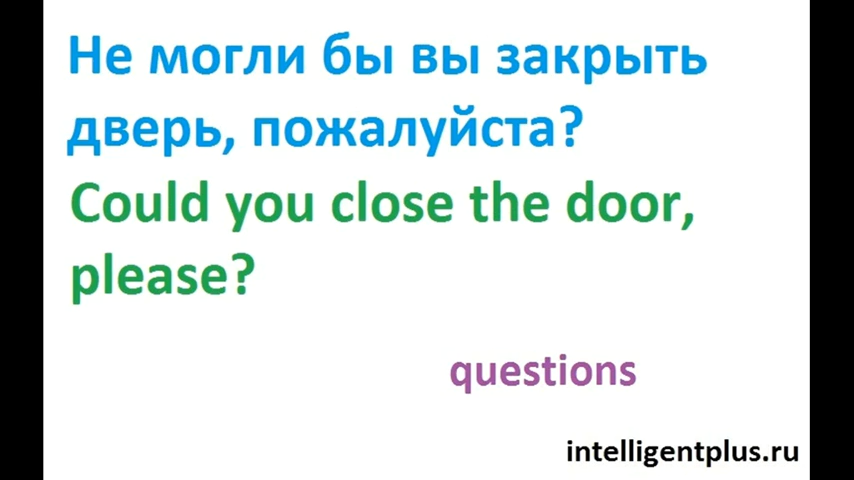 Не могли бы вы закрыть
дверь, пожалуйста?
Could you close the door,
please?
questions
intelligentplus.ru